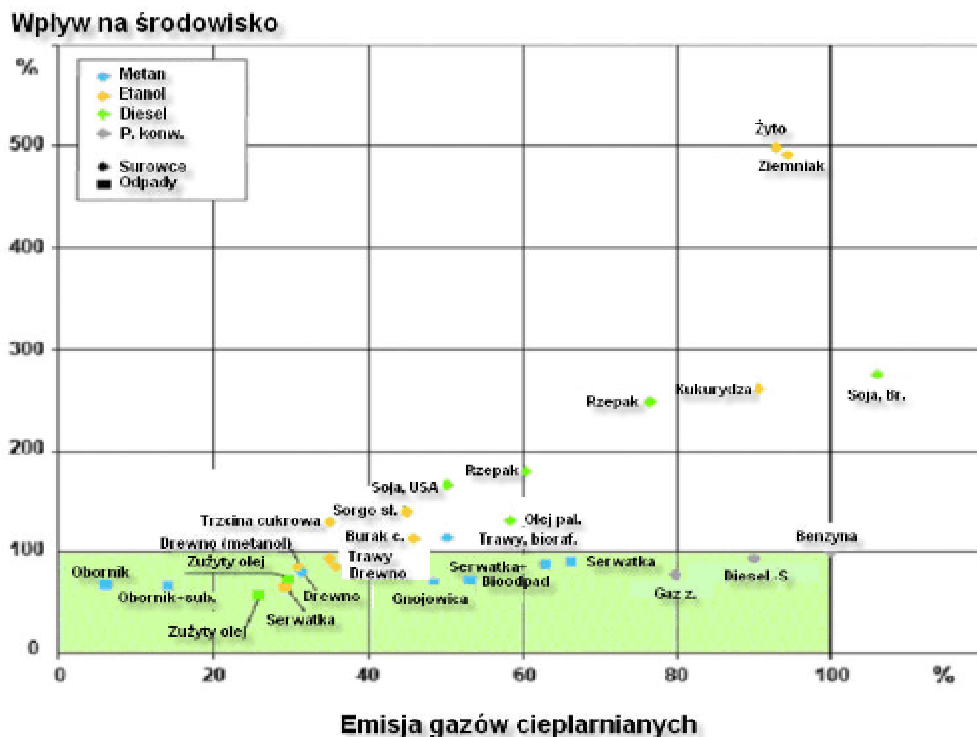 Wpływ na środowisko
%
Metan
Etanol
Diesel
P. konw.
Surowce
Odpady
500
400
300
200
100
0
Żyto
Ziemniak
Kukurydza
Soja, Br.
Rzepak
Rzepak
Soja, USA
Sorgo sł.
Olej pal.
Trzcina cukrowa
Burak c.
Trawy, bioraf.
Benzyna
Drewno (metanol)
Trawy
Zużyty olej
Drewno
Serwatka+
Bioodpad
Serwatka
Diesel -S
Obornik
Obornik+sub.
Drewno
Gnojowica
Gaz z.
Serwatka
Zużyty olej
0 20 40 60 80 100 %
Emisja gazów cieplarnianych